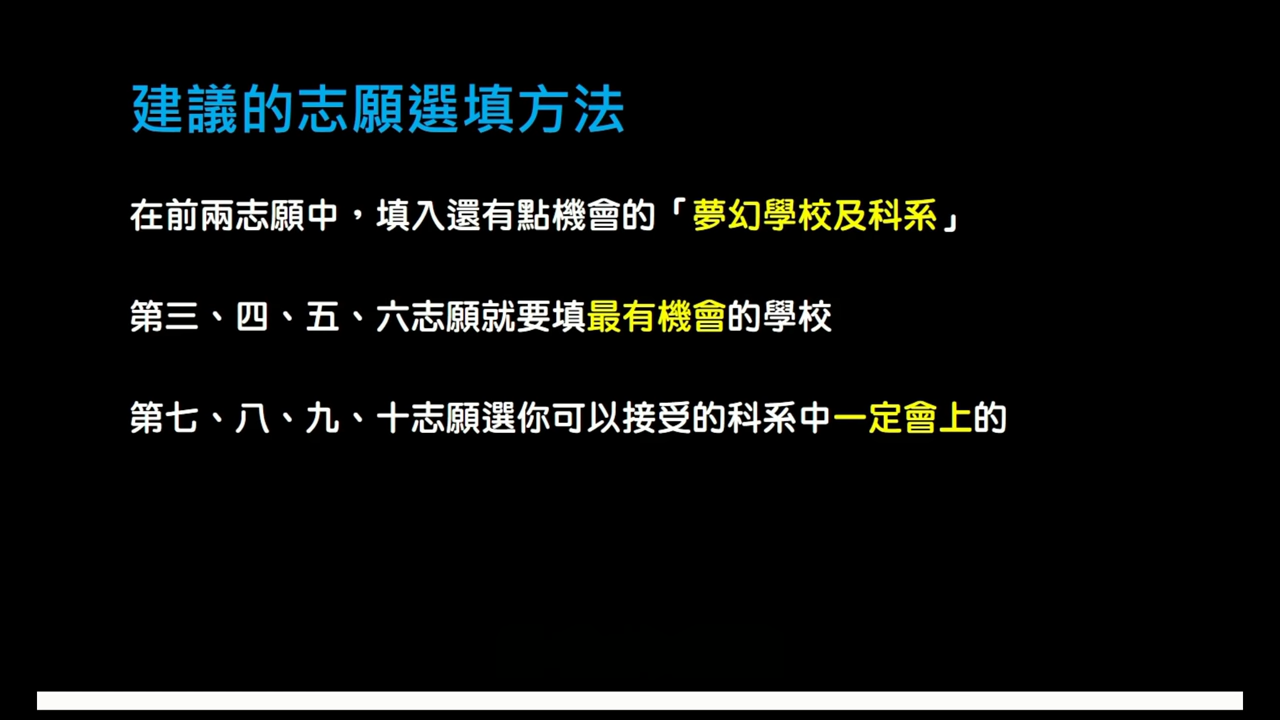 建議的志願選填方法
在前兩志願中，填入還有點機會的「夢幻學校及科系」
第三、四、五、六志願就要填最有機會的學校
第七、八、九、十志願選你可以接受的科系中一定會上的